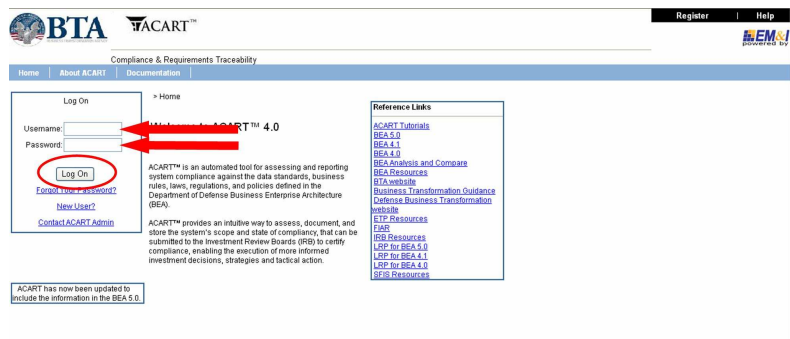 Register | Help
BTA
ACART™
EM&I
powered by
Compliance & Requirements Traceability
Home | About ACART | Documentation
Log On
Username:
Password:
Log On
Forgot Your Password?
New User?
Contact ACART Admin
ACART has now been updated to
include the information in the BEA 5.0.
> Home
Welcome to ACART™ 4.0
ACART™ is an automated tool for assessing and reporting
system compliance against the data standards, business
rules, laws, regulations, and policies defined in the
Department of Defense Business Enterprise Architecture
(BEA).
ACART™ provides an intuitive way to assess, document, and
store the system's scope and state of compliancy, that can be
submitted to the Investment Review Boards (IRB) to certify
compliance, enabling the execution of more informed
investment decisions, strategies and tactical action.
Reference Links
ACART Tutorials
BEA 5.0
BEA 4.1
BEA 4.0
BEA Analysis and Compare
BEA Resources
BTA website
Business Transformation Guidance
Defense Business Transformation
website
ETP Resources
FIAR
IRB Resources
LRP for BEA 5.0
LRP for BEA 4.1
LRP for BEA 4.0
SFIS Resources